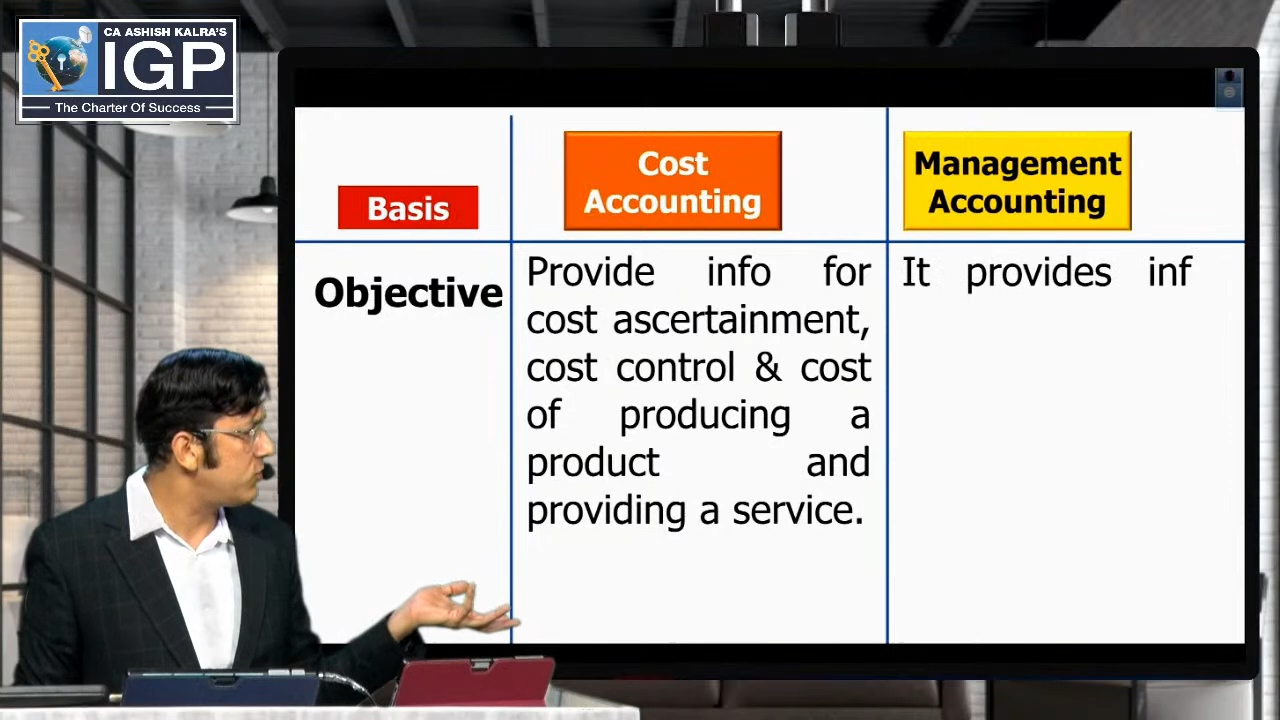 CA ASHISH KALRA'S
IGP
The Charter Of Success
Basis
Cost
Accounting
Management
Accounting
Objective
Provide info for
cost ascertainment,
cost control & cost
of producing a
product and
providing a service.
It provides inf